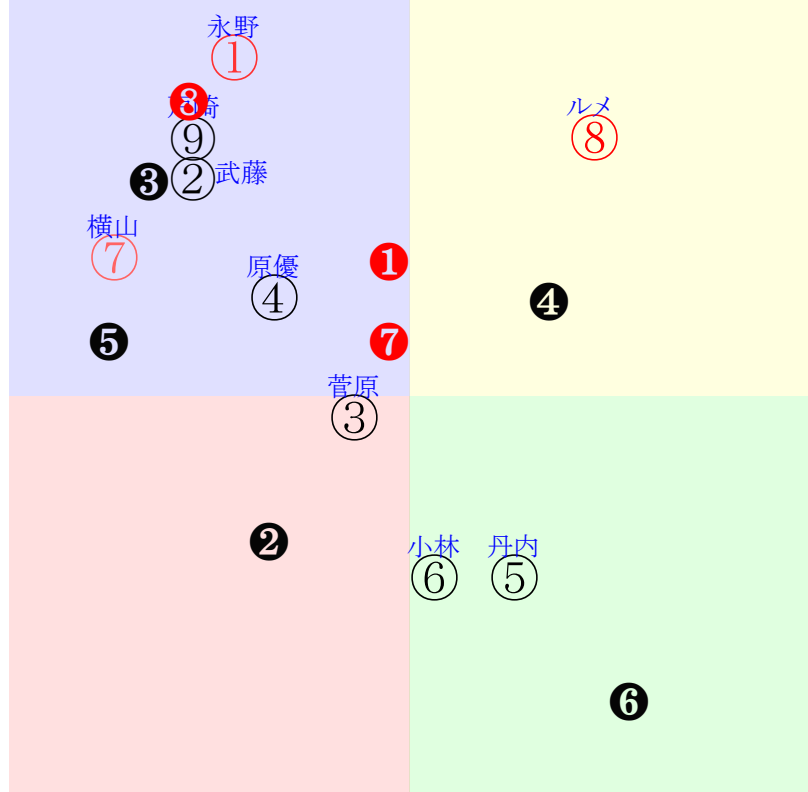 永野
①
❽
ルメ
戸崎
⑧
⑨
❸
②
武藤
横山
⑦
❶
原優
④
❹
❺
❼
菅原
③
❷
小林
丹内
⑥
⑤
❻